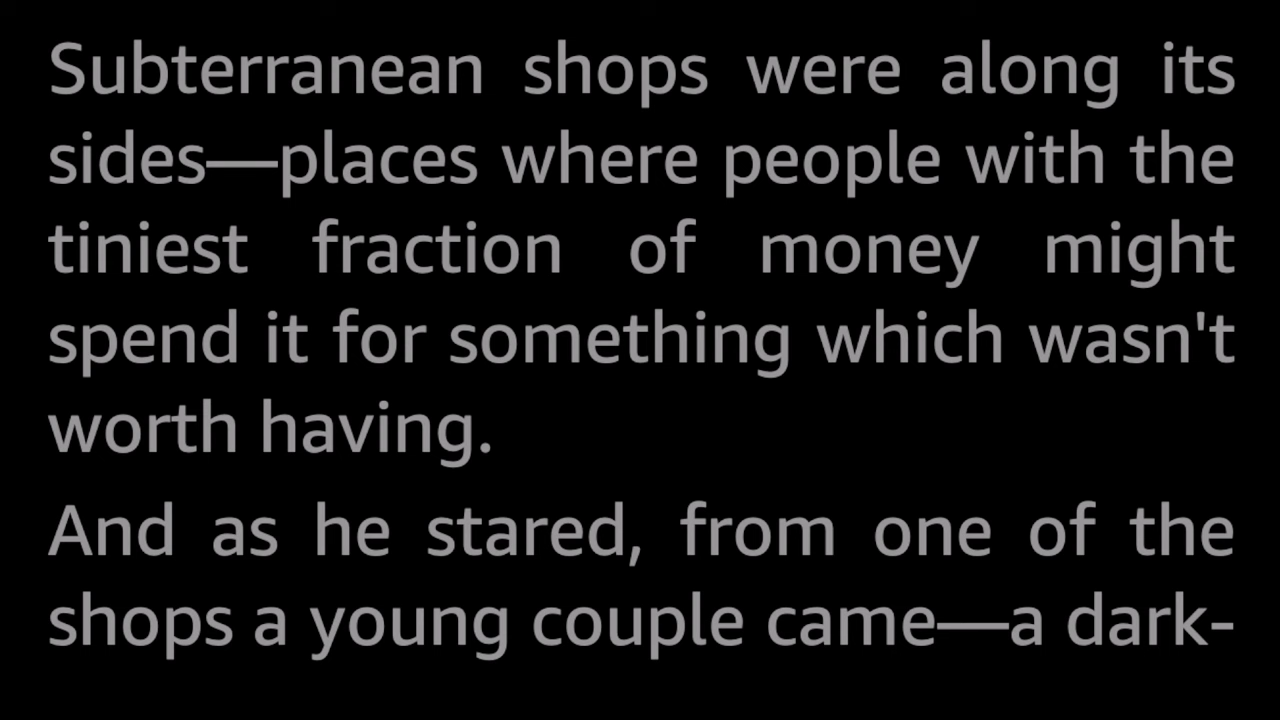 Subterranean shops were along its
sides—places where people with the
tiniest fraction of money might
spend it for something which wasn't
worth having.
And as he stared, from one of the
shops a young couple came—a dark-